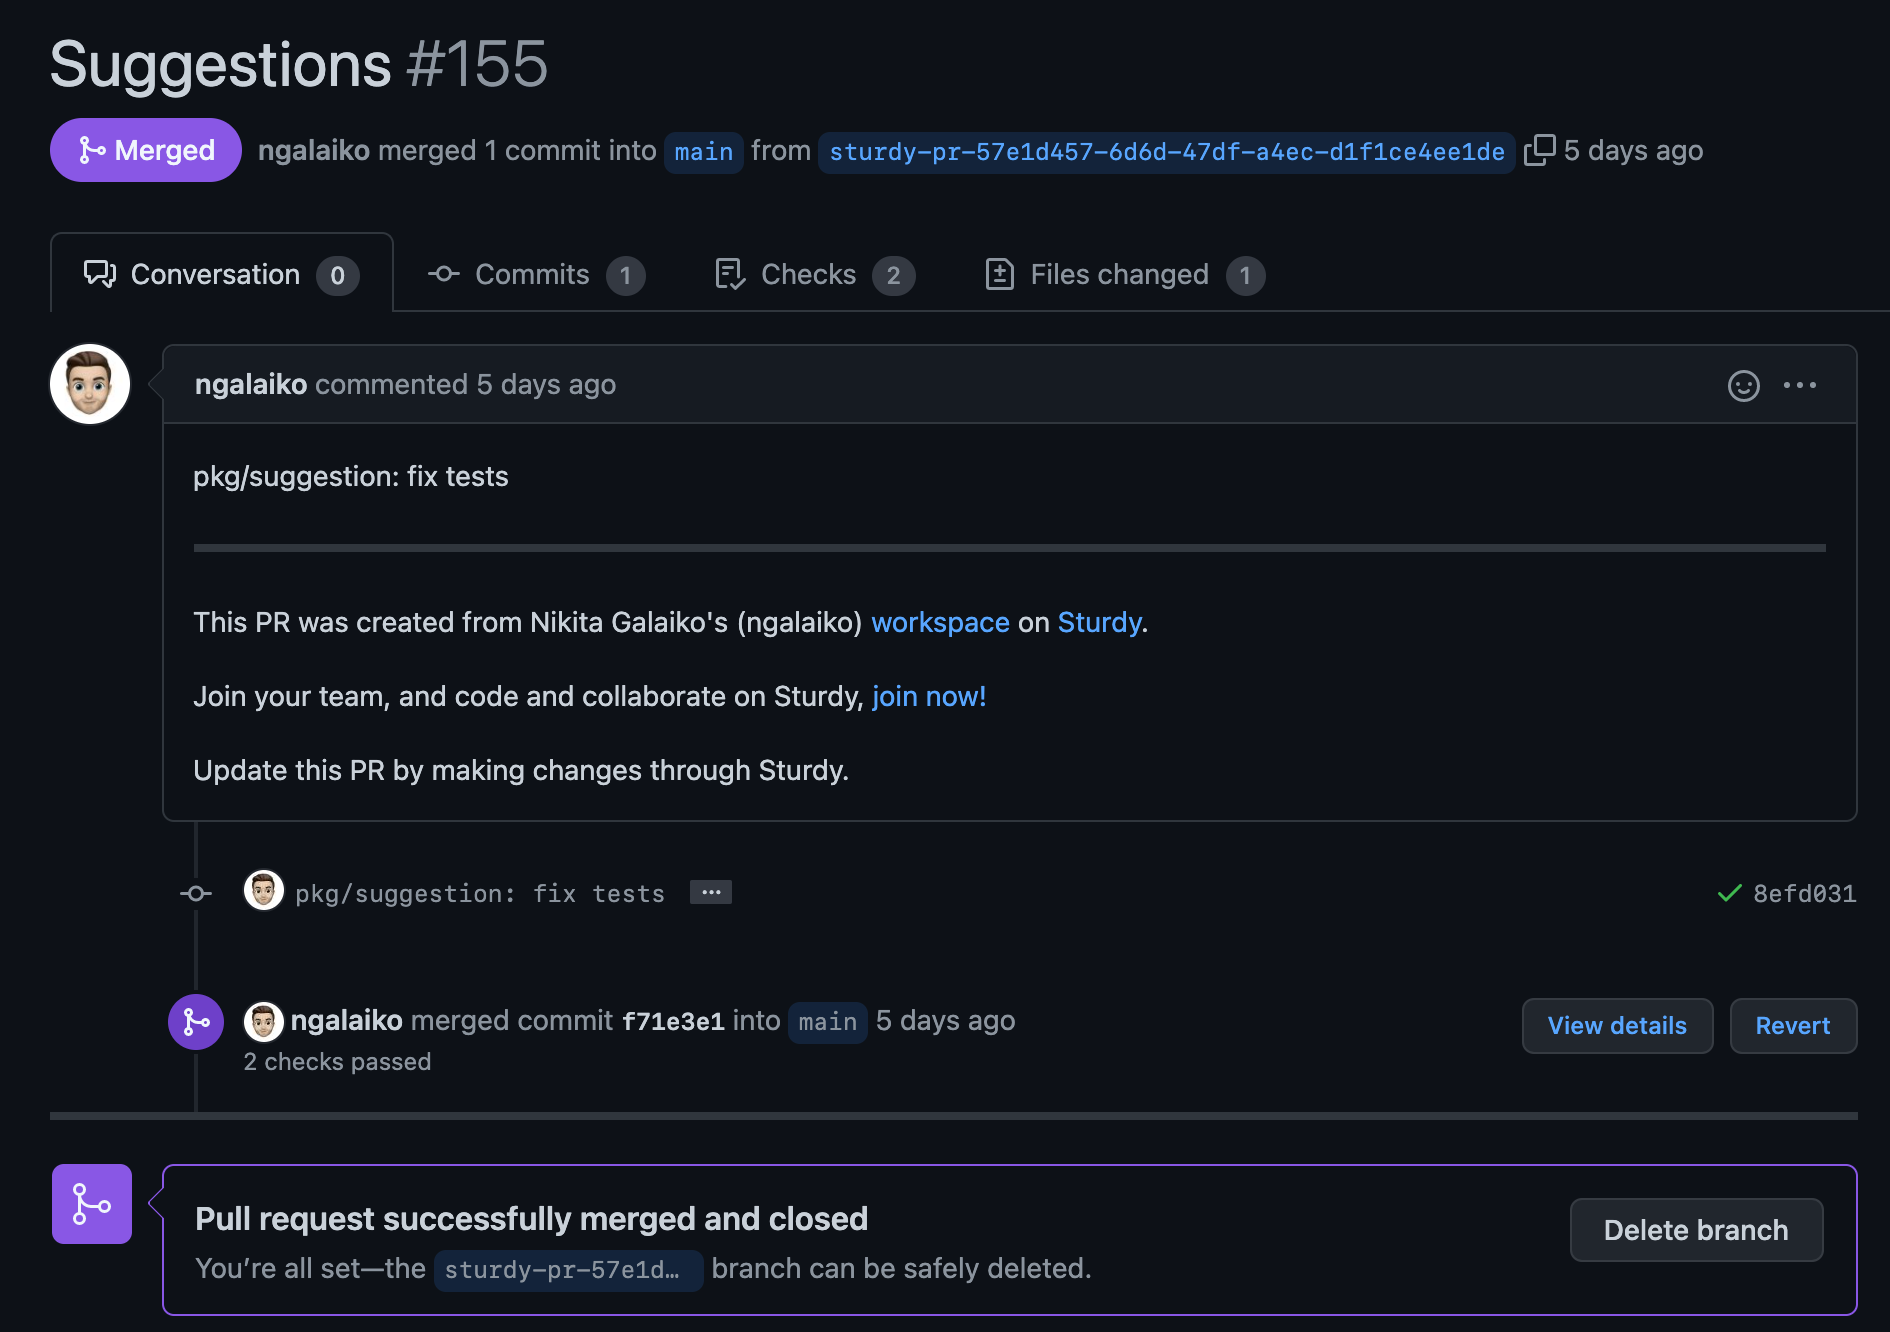 Suggestions #155
Merged ngalaiko merged 1 commit into main from sturdy-pr-57e1d457-6d6d-47df-a4ec-d1f1ce4ee1de 5 days ago
Conversation 0 Commits 1 Checks 2 Files changed 1
ngalaiko commented 5 days ago
pkg/suggestion: fix tests
This PR was created from Nikita Galaiko's (ngalaiko) workspace on Sturdy.
Join your team, and code and collaborate on Sturdy, join now!
Update this PR by making changes through Sturdy.
pkg/suggestion: fix tests ... 8efd031
ngalaiko merged commit f71e3e1 into main 5 days ago View details Revert
2 checks passed
Pull request successfully merged and closed
Delete branch
You’re all set—the sturdy-pr-57e1d… branch can be safely deleted.